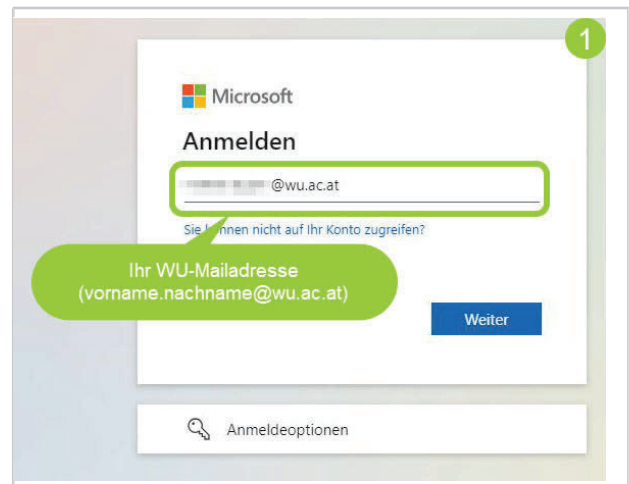 1
Microsoft
Anmelden
@wu.ac.at
Sie können nicht auf Ihr Konto zugreifen?
Ihr WU-Mailadresse
(vorname.nachname@wu.ac.at)
Weiter
Anmeldeoptionen